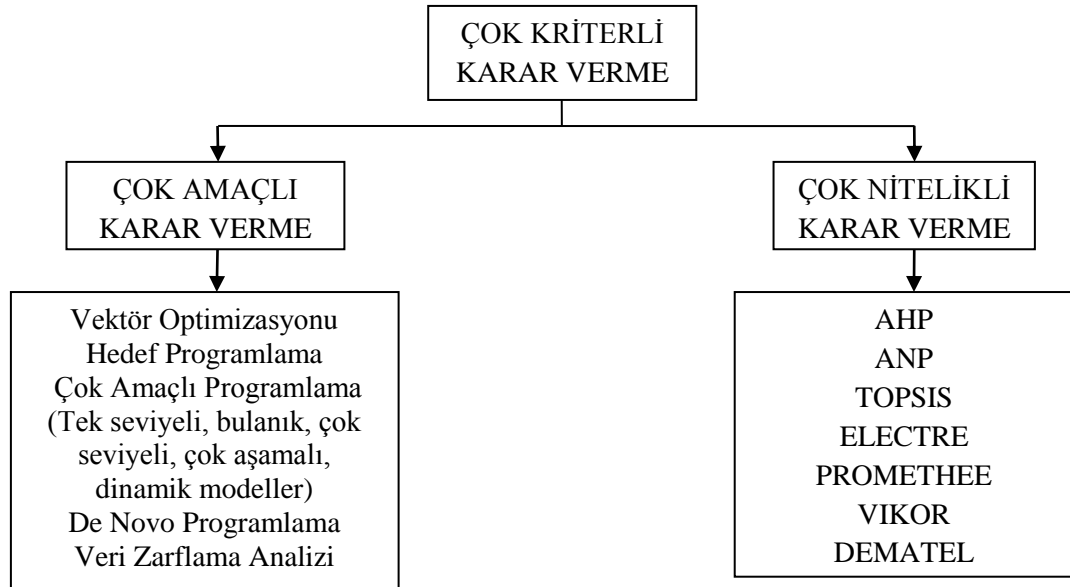 ÇOK KRİTERLİ
KARAR VERME
ÇOK AMAÇLI
KARAR VERME
ÇOK NİTELİKLİ
KARAR VERME
Vektör Optimizasyonu
Hedef Programlama
Çok Amaçlı Programlama
(Tek seviyeli, bulanık, çok
seviyeli, çok aşamalı,
dinamik modeller)
De Novo Programlama
Veri Zarflama Analizi
AHP
ANP
TOPSIS
ELECTRE
PROMETHEE
VIKOR
DEMATEL